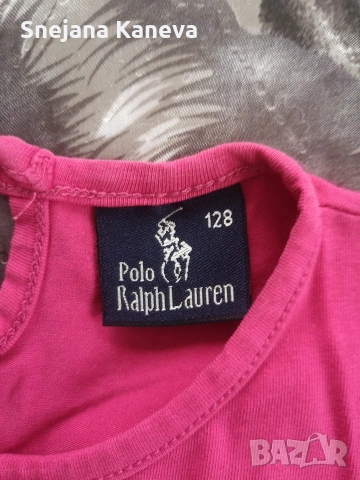 Snejana Kaneva
128
Polo
Ralph Lauren
BAZAR